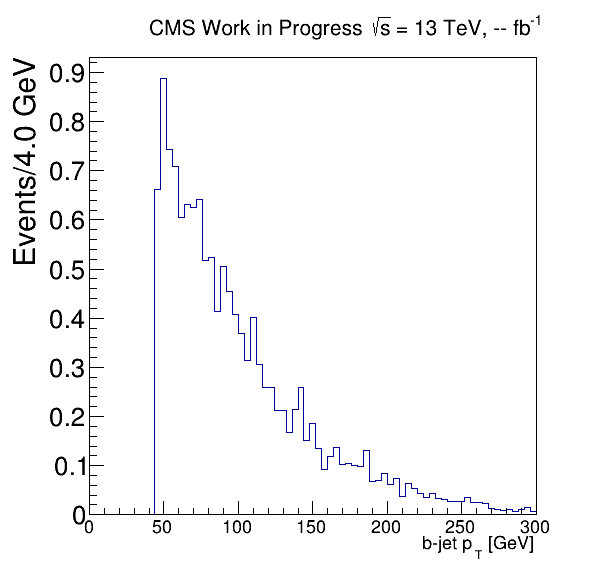 CMS Work in Progress √s = 13 TeV, -- fb-1
Events/4.0 GeV
0.9
0.8
0.7
0.6
0.5
0.4
0.3
0.2
0.1
0
0 50 100 150 200 250 300
b-jet pT [GeV]